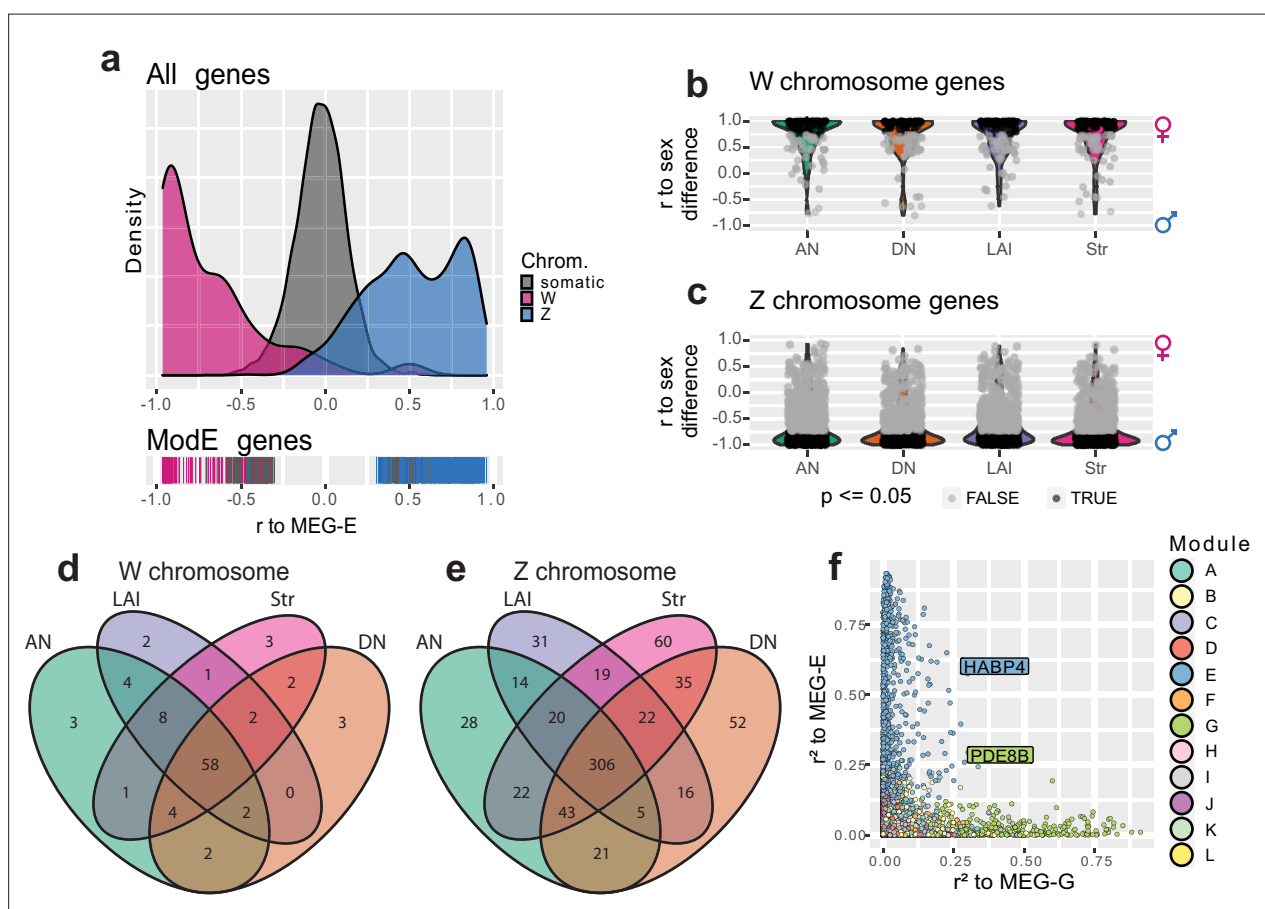 a
All genes
Density
Chrom.
somatic
W
Z
-1.0 -0.5 0.0 0.5 1.0
ModE genes
-1.0 -0.5 0.0 0.5 1.0
r to MEG-E
b
W chromosome genes
r to sex
difference
1.0
0.5
0.0
-0.5
-1.0
♀
♂
AN DN LAI Str
c
Z chromosome genes
r to sex
difference
1.0
0.5
0.0
-0.5
-1.0
♀
♂
AN DN LAI Str
p <= 0.05 FALSE TRUE
d
W chromosome
LAI Str
AN DN
2 3
4 1 2
3 8 2 3
58
1 0
4 2
2
e
Z chromosome
LAI Str
AN DN
31 60
14 19 35
28 20 22 52
306
22 16
43 5
21
f
r² to MEG-E
0.75
0.50
0.25
0.00
HABP4
PDE8B
0.00 0.25 0.50 0.75
r² to MEG-G
Module
A
B
C
D
E
F
G
H
I
J
K
L